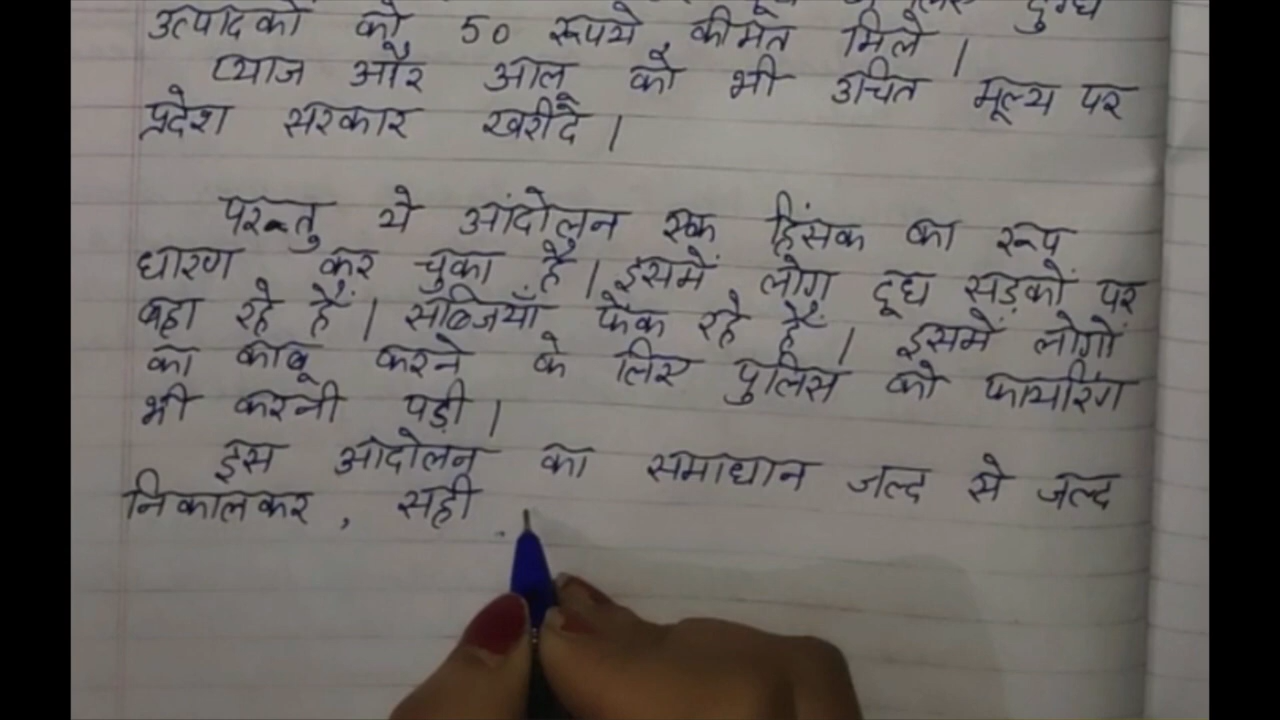 दुग्ध
उत्पादकों को 50 रूपये कीमत मिले।
प्याज और आलू को भी उचित मूल्य पर
प्रदेश सरकार खरीदे।
परन्तु ये आंदोलन एक हिंसक का रूप
धारण कर चुका है। इसमें लोग दूध सड़कों पर
बहा रहे हैं। सब्जियाँ फेंक रहे हैं। इसमें लोगों
का काबू करने के लिए पुलिस को फायरिंग
भी करनी पड़ी।
इस आंदोलन का समाधान जल्द से जल्द
निकालकर, सही